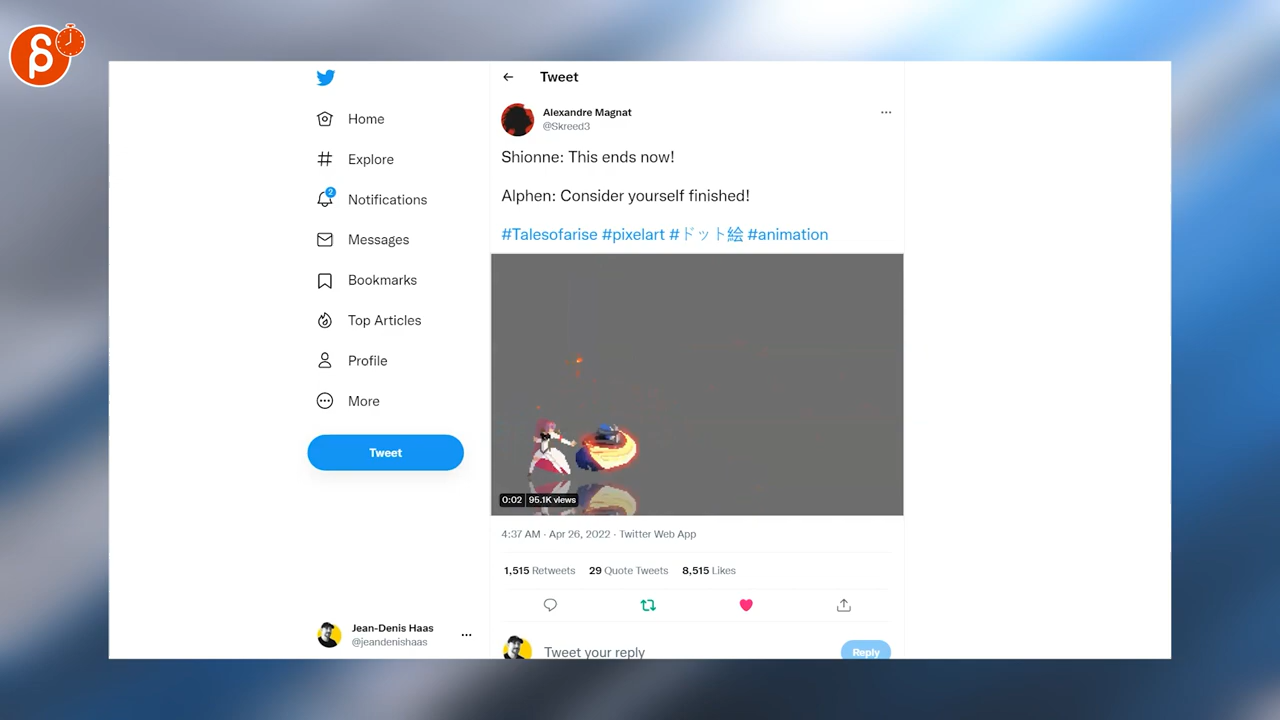 Tweet
Alexandre Magnat
@Skreed3
Shionne: This ends now!
Alphen: Consider yourself finished!
#Talesofarise #pixelart #ドット絵 #animation
0:02 95.1K views
4:37 AM · Apr 26, 2022 · Twitter Web App
1,515 Retweets 29 Quote Tweets 8,515 Likes
Tweet your reply
Reply
Home
Explore
2
Notifications
Messages
Bookmarks
Top Articles
Profile
More
Tweet
Jean-Denis Haas
@jeandenishaas